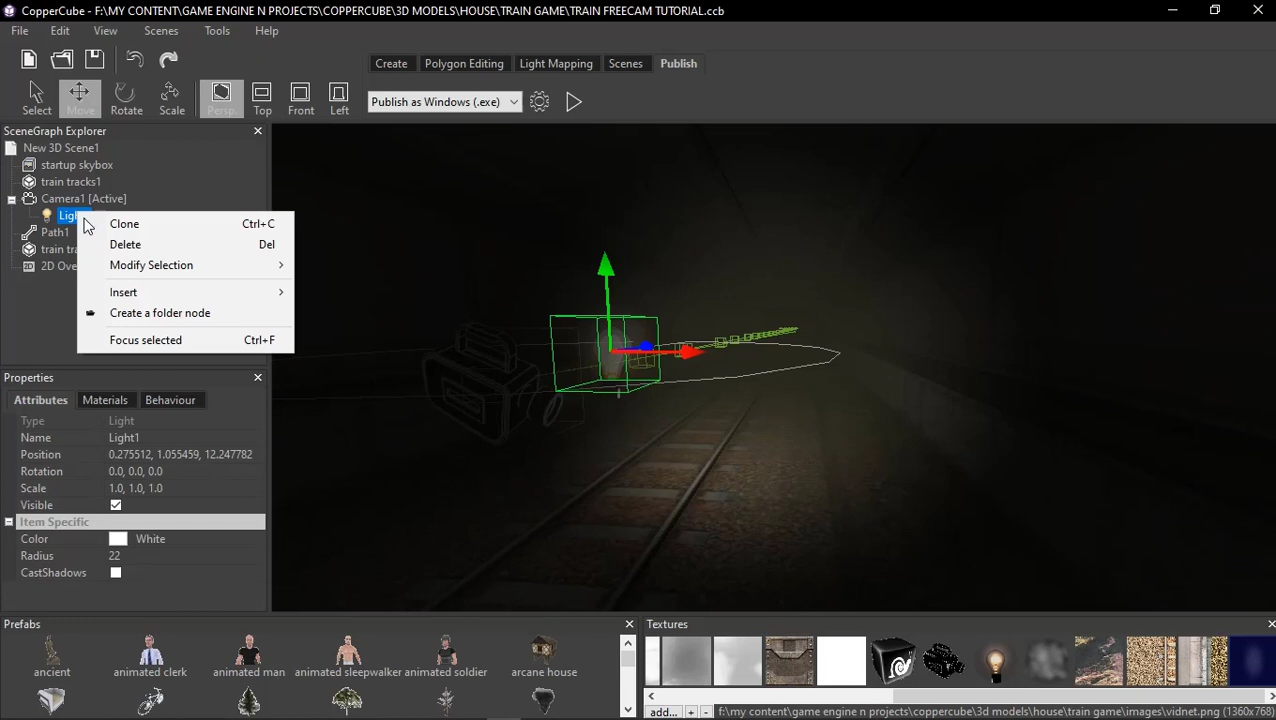 CopperCube - F:\MY CONTENT\GAME ENGINE N PROJECTS\COPPERCUBE\3D MODELS\HOUSE\TRAIN GAME\TRAIN FREECAM TUTORIAL.ccb
File Edit View Scenes Tools Help
Create Polygon Editing Light Mapping Scenes Publish
Select Move Rotate Scale Persp. Top Front Left
Publish as Windows (.exe)
SceneGraph Explorer
New 3D Scene1
startup skybox
train tracks1
Camera1 [Active]
Path1
2D
Clone Ctrl+C
Delete Del
Modify Selection
Insert
Create a folder node
Focus selected Ctrl+F
Properties
Attributes Materials Behaviour
Type Light
Name Light1
Position 0.275512, 1.055459, 12.247782
Rotation 0.0, 0.0, 0.0
Scale 1.0, 1.0, 1.0
Visible
Item Specific
Color White
Radius 22
CastShadows
Prefabs
ancient animated clerk animated man animated sleepwalker animated soldier arcane house
Textures
add... + -
f:\my content\game engine n projects\coppercube\3d models\house\train game\images\vidnet.png (1360x768)